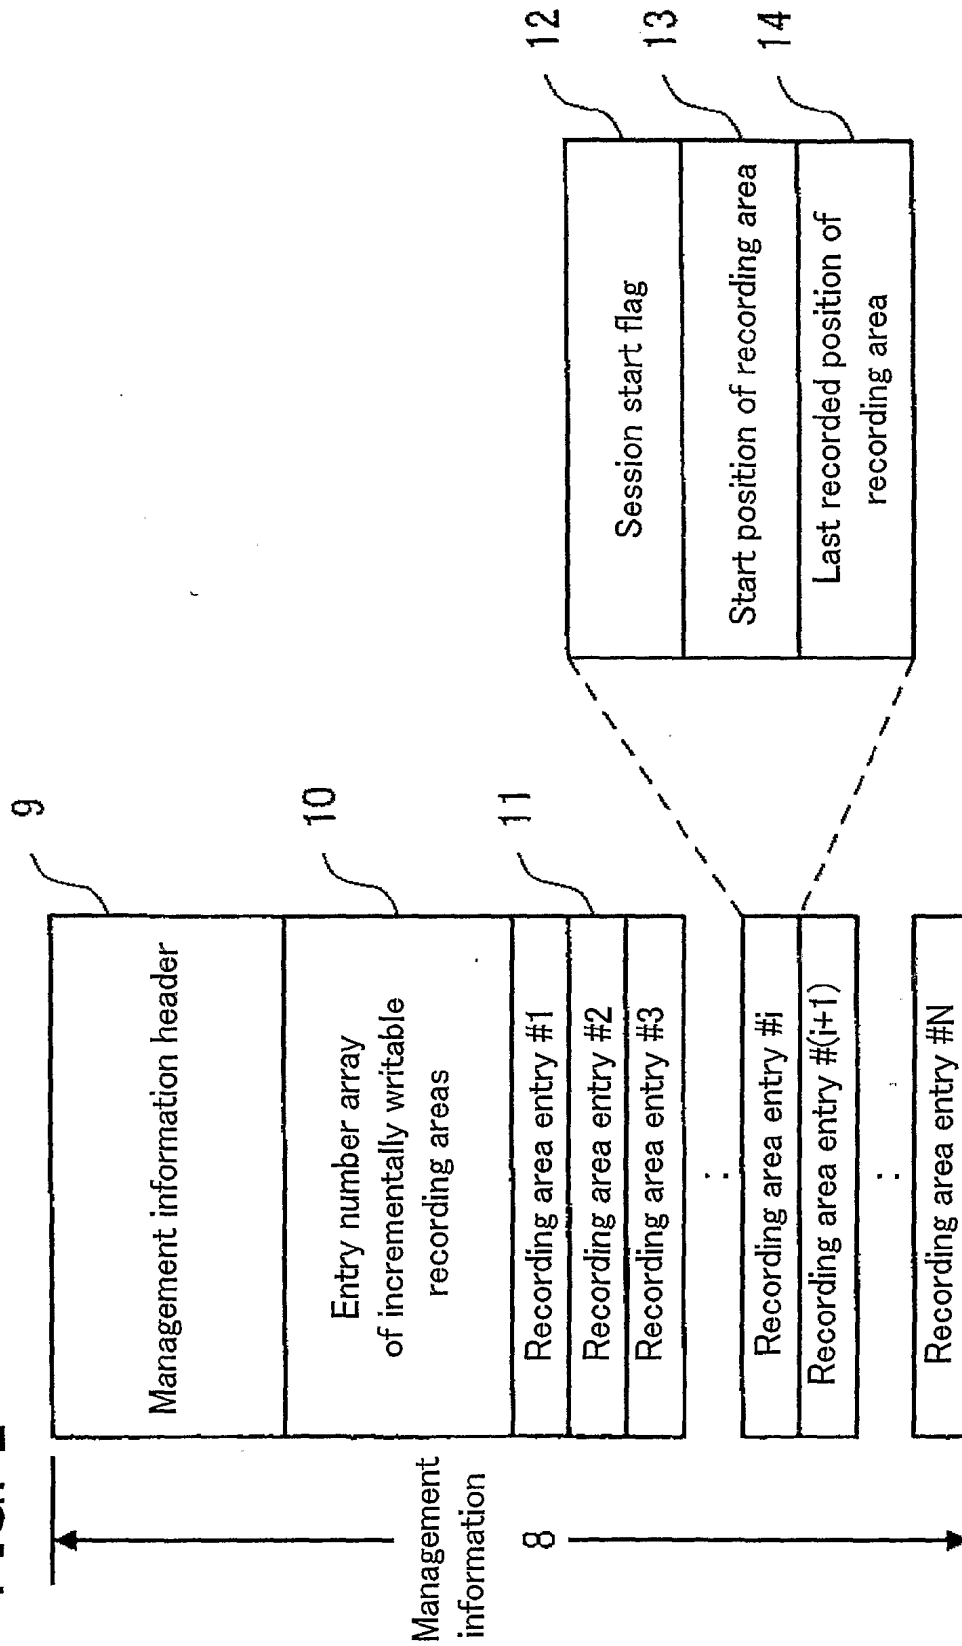 Management
information
8
Management information header
9
Entry number array
of incrementally writable
recording areas
10
Recording area entry #1
11
Recording area entry #2
Recording area entry #3
:
Recording area entry #i
Recording area entry #(i+1)
:
Recording area entry #N
Session start flag
12
Start position of recording area
13
Last recorded position of
recording area
14